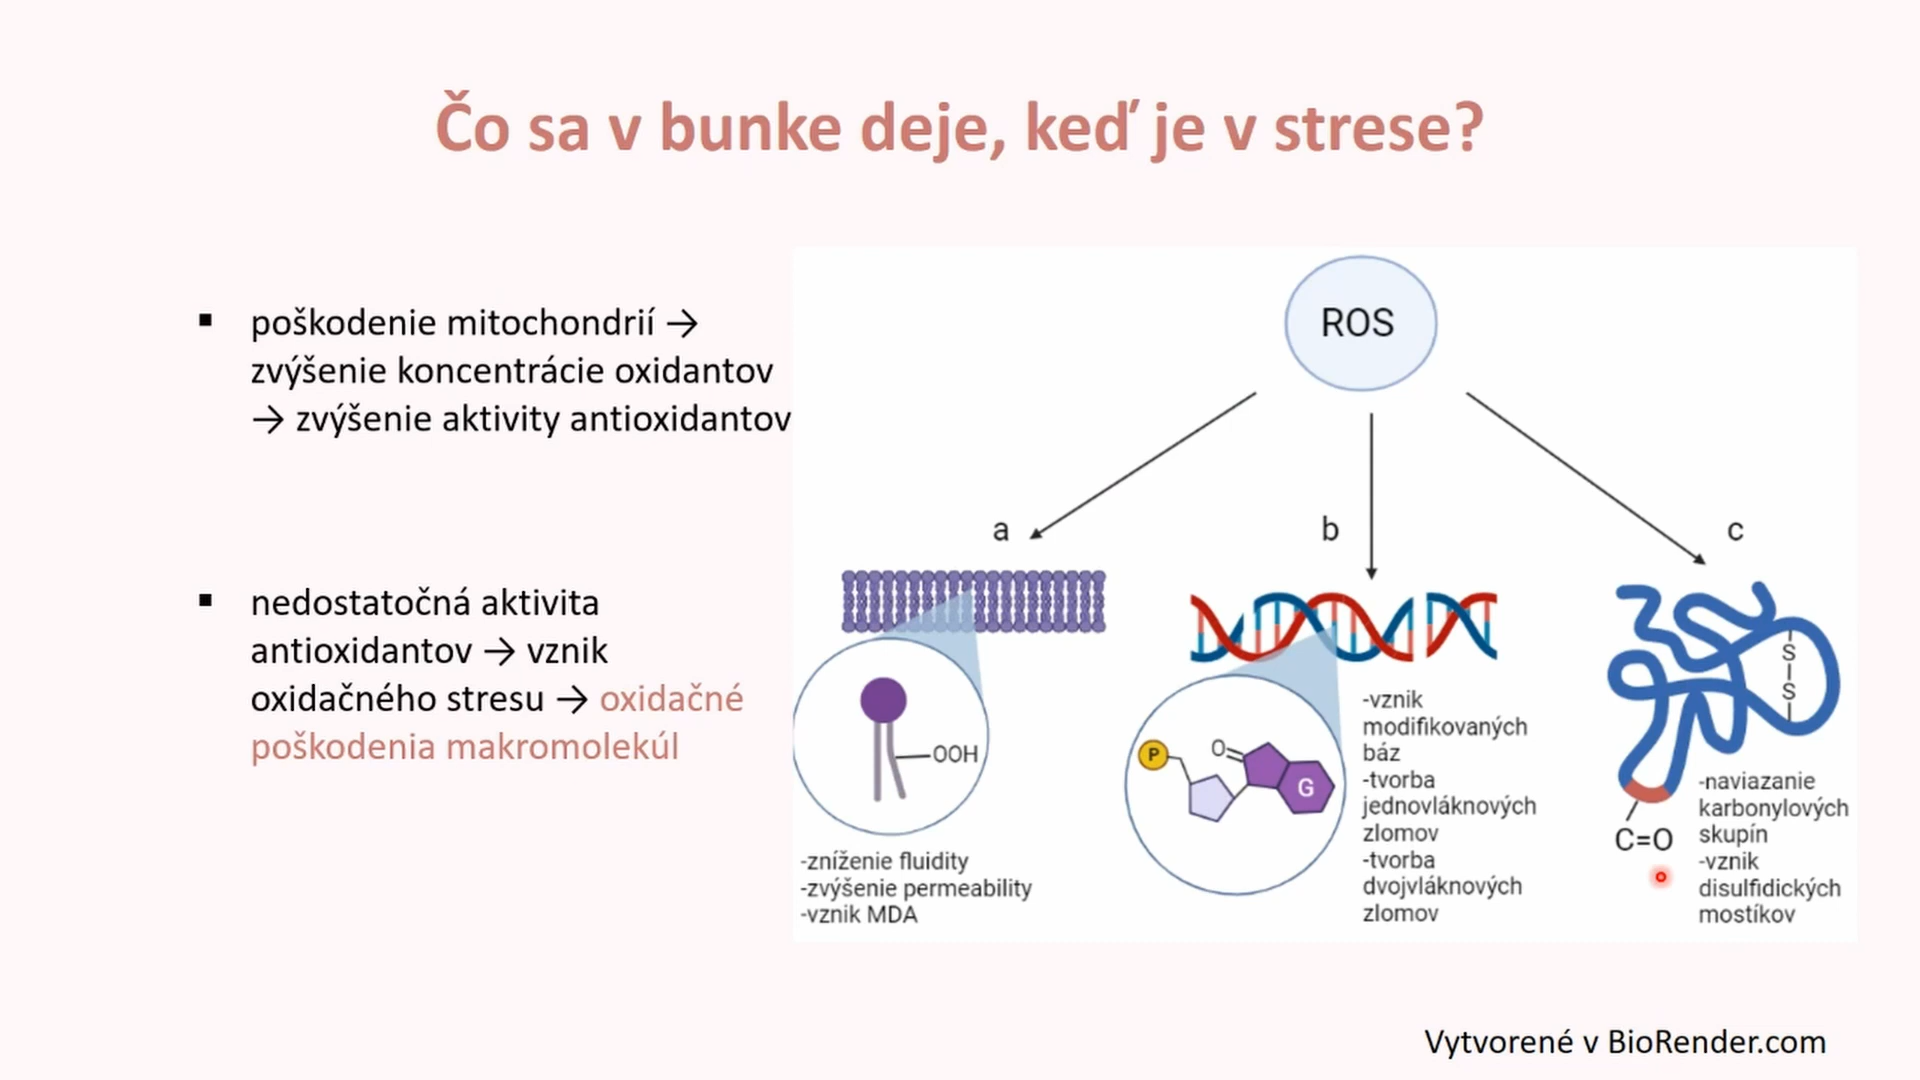 Čo sa v bunke deje, keď je v strese?
▪ poškodenie mitochondrií →
zvýšenie koncentrácie oxidantov
→ zvýšenie aktivity antioxidantov
▪ nedostatočná aktivita
antioxidantov → vznik
oxidačného stresu → oxidačné
poškodenia makromolekúl
ROS
a
b
c
OOH
-zníženie fluidity
-zvýšenie permeability
-vznik MDA
P
O
G
-vznik
modifikovaných
báz
-tvorba
jednovláknových
zlomov
-tvorba
dvojvláknových
zlomov
S
S
C=O
-naviazanie
karbonylových
skupín
-vznik
disulfidických
mostíkov
Vytvorené v BioRender.com